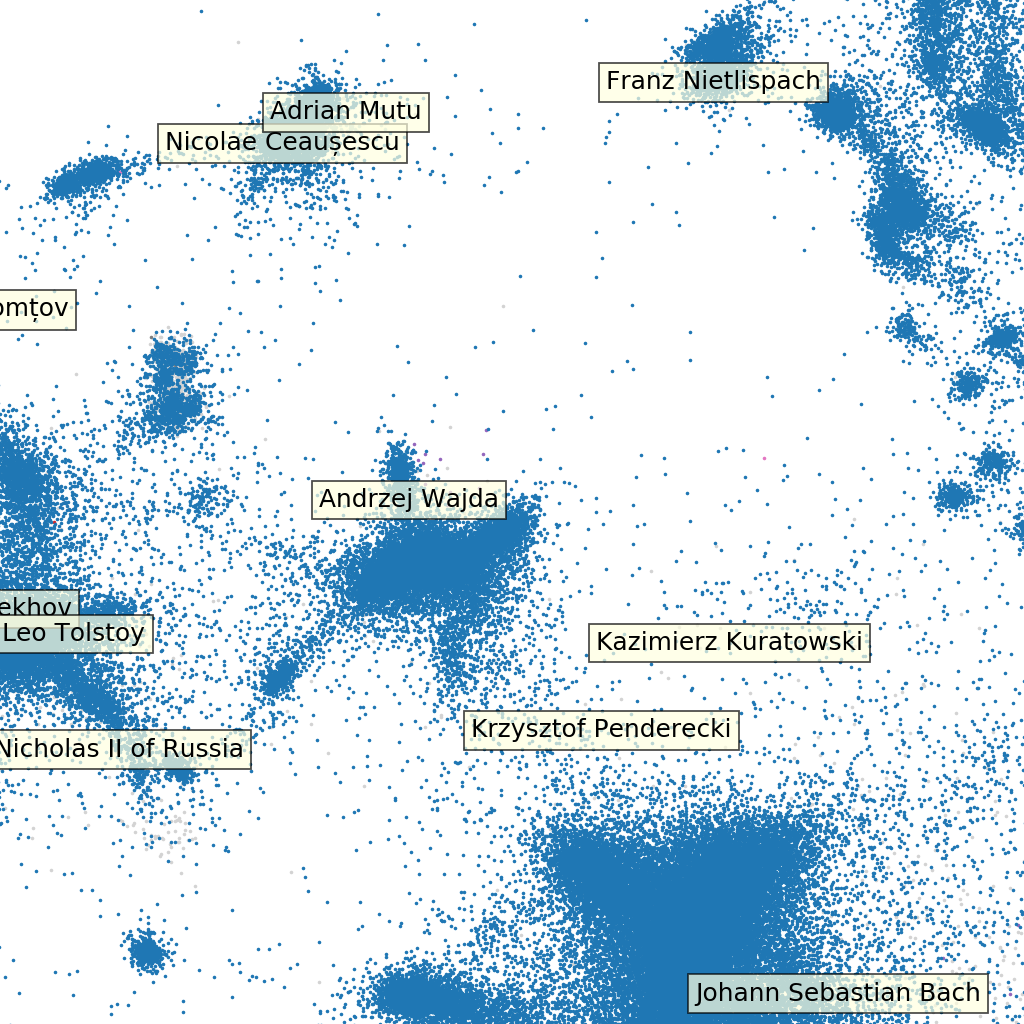 Franz Nietlispach
Adrian Mutu
Nicolae Ceaușescu
omțov
Andrzej Wajda
ekhov
Leo Tolstoy
Kazimierz Kuratowski
Krzysztof Penderecki
Nicholas II of Russia
Johann Sebastian Bach